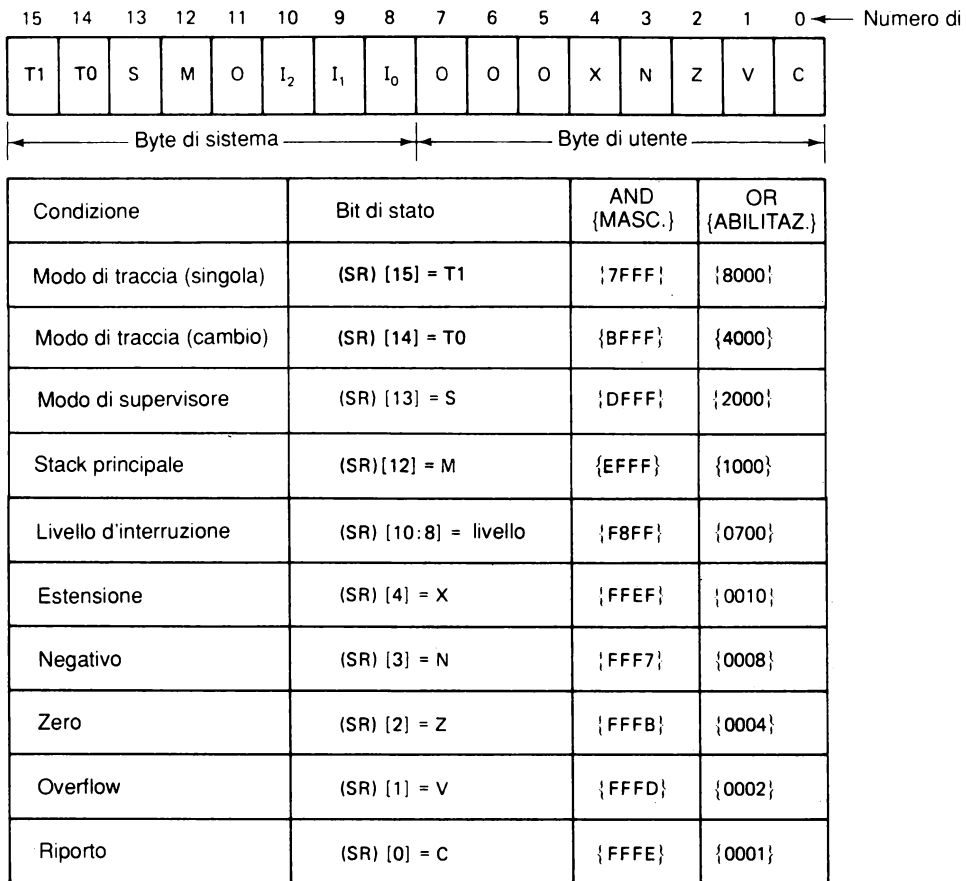 15 14 13 12 11 10 9 8 7 6 5 4 3 2 1 0 Numero di
T1 T0 S M O I₂ I₁ I₀ O O O X N Z V C
Byte di sistema Byte di utente
Condizione Bit di stato AND {MASC.} OR {ABILITAZ.}
Modo di traccia (singola) (SR) [15] = T1 {7FFF} {8000}
Modo di traccia (cambio) (SR) [14] = T0 {BFFF} {4000}
Modo di supervisore (SR) [13] = S {DFFF} {2000}
Stack principale (SR)[12] = M {EFFF} {1000}
Livello d'interruzione (SR) [10:8] = livello {F8FF} {0700}
Estensione (SR) [4] = X {FFEF} {0010}
Negativo (SR) [3] = N {FFF7} {0008}
Zero (SR) [2] = Z {FFFB} {0004}
Overflow (SR) [1] = V {FFFD} {0002}
Riporto (SR) [0] = C {FFFE} {0001}